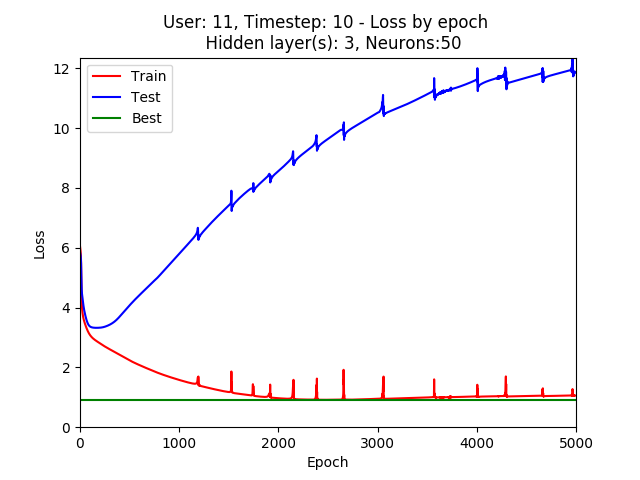 User: 11, Timestep: 10 - Loss by epoch
Hidden layer(s): 3, Neurons:50
12
10
8
6
4
2
0
Loss
Train
Test
Best
0
1000
2000
3000
4000
5000
Epoch